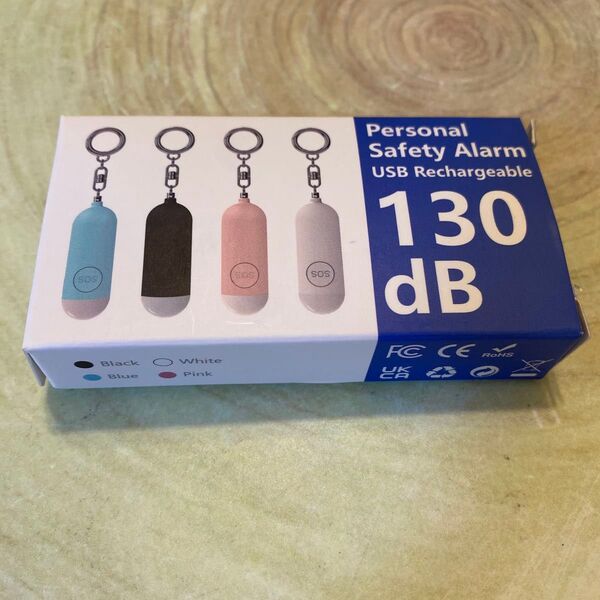 Personal
Safety Alarm
USB Rechargeable
130
dB
SOS
SOS
SOS
Black White
Blue Pink
FC CE RoHS
UK
CA